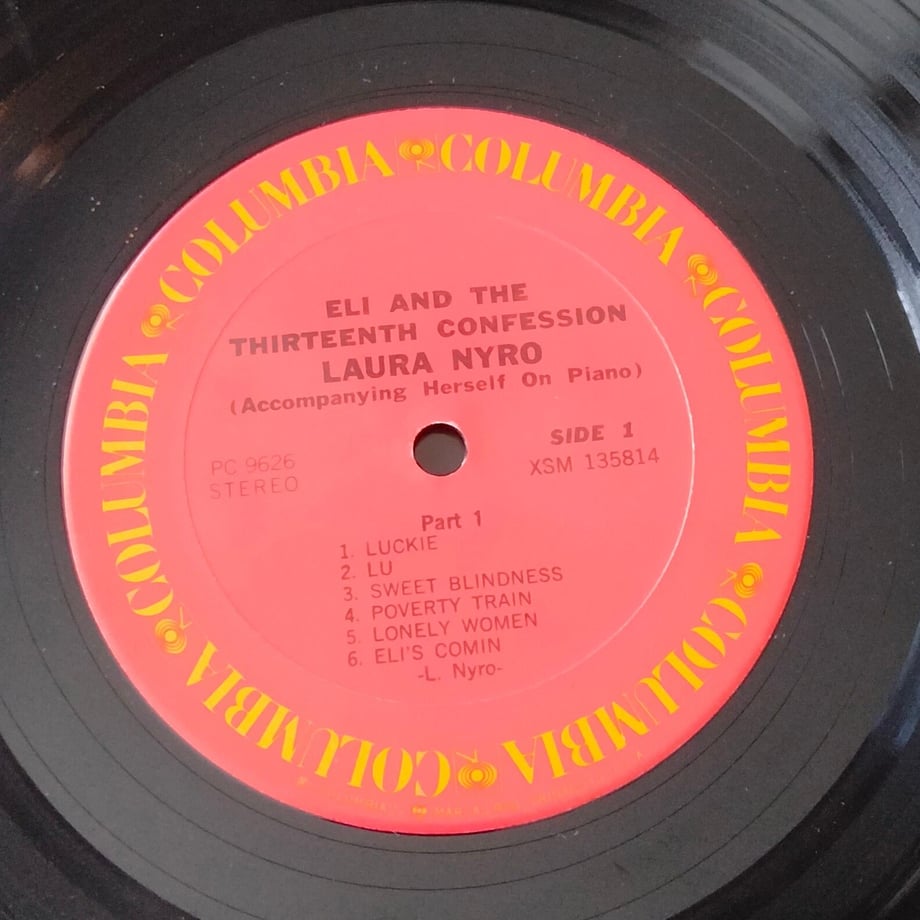 COLUMBIA COLUMBIA COLUMBIA COLUMBIA COLUMBIA COLUMBIA COLUMBIA COLUMBIA
ELI AND THE
THIRTEENTH CONFESSION
LAURA NYRO
(Accompanying Herself On Piano)
SIDE 1
PC 9626
XSM 135814
STEREO
Part 1
1. LUCKIE
2. LU
3. SWEET BLINDNESS
4. POVERTY TRAIN
5. LONELY WOMEN
6. ELI'S COMIN
-L. Nyro-